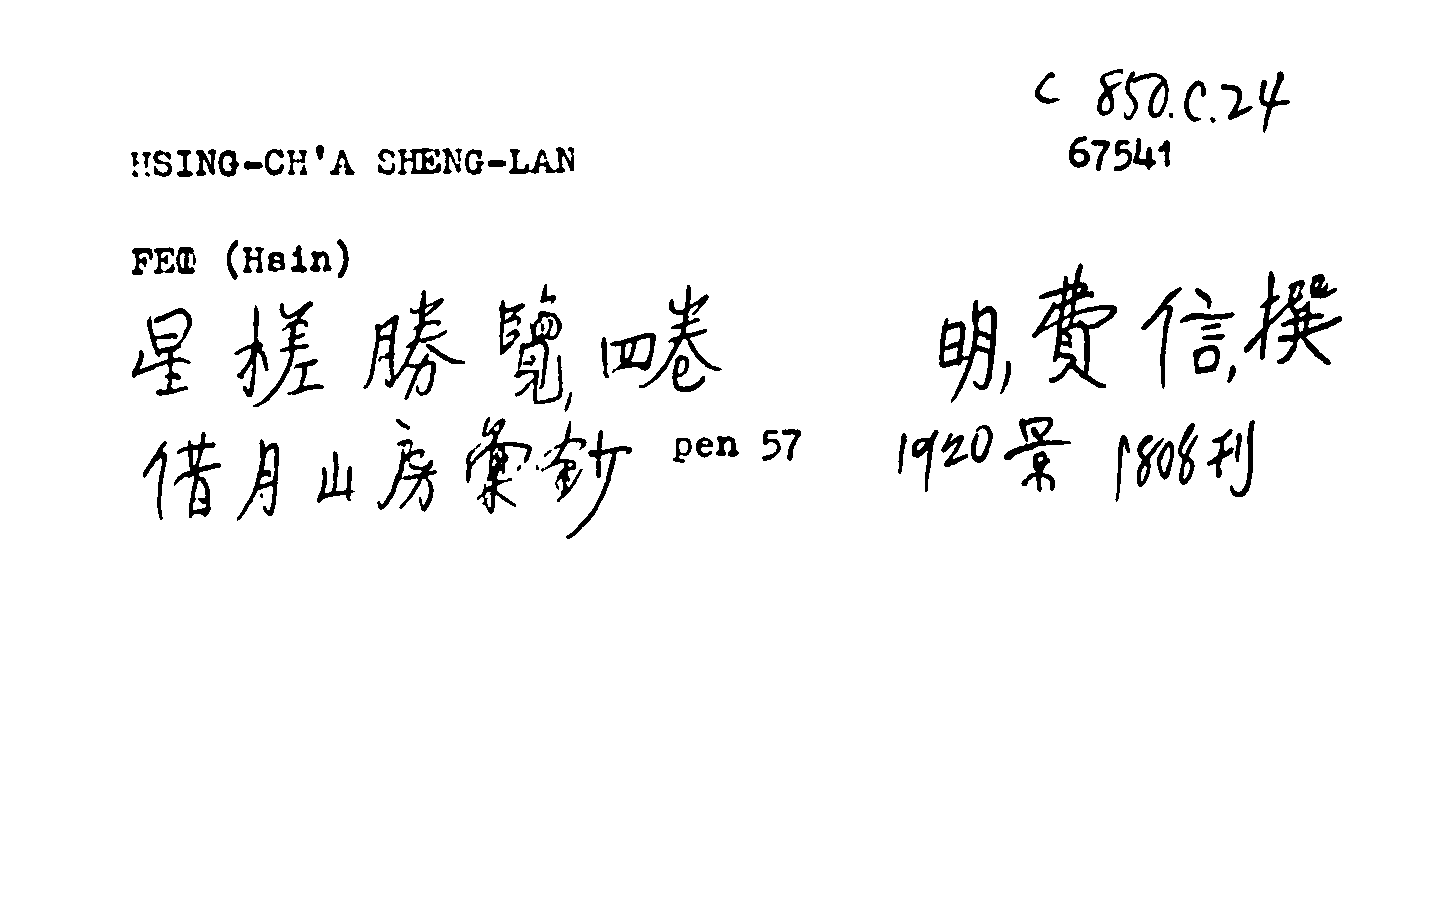 C 850.C.24
67541
HSING-CH'A SHENG-LAN
FEI (Hsin)
星槎勝覽,四卷 明,費信,撰
借月山房彙鈔 pen 57 1920景 1808刊